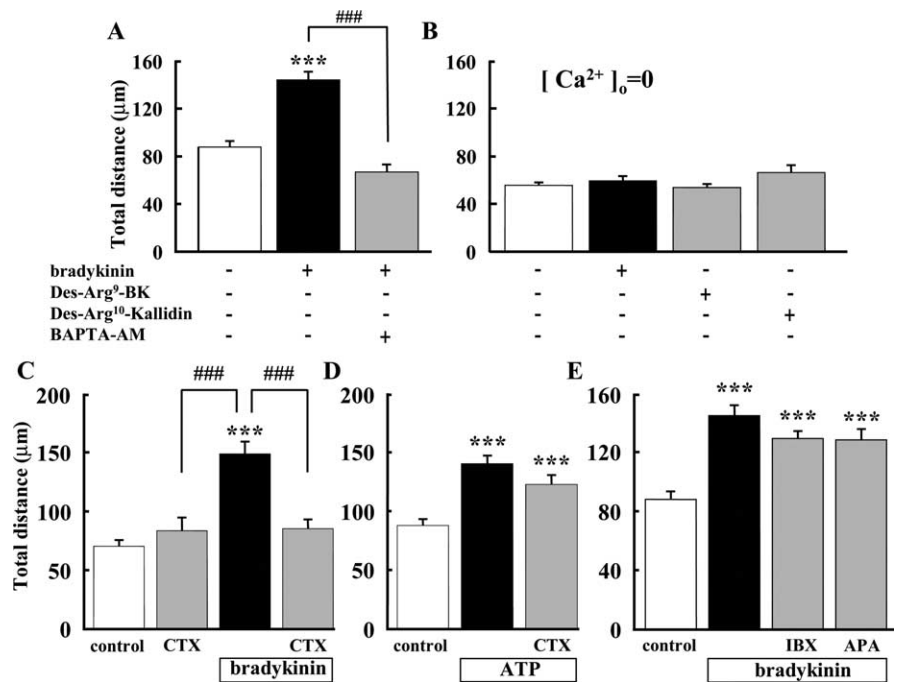 ###
A
B
160
120
80
40
0
Total distance (μm)
***
160
120
80
40
0
[ Ca²⁺ ]ₒ=0
bradykinin - + + - + - -
Des-Arg⁹-BK - - - - - + -
Des-Arg¹⁰-Kallidin - - - - - - +
BAPTA-AM - - +
C
D
E
### ###
200
150
100
50
0
Total distance (μm)
***
control CTX CTX
bradykinin
200
150
100
50
0
*** ***
CTX
ATP
160
120
80
40
0
*** *** ***
control IBX APA
bradykinin